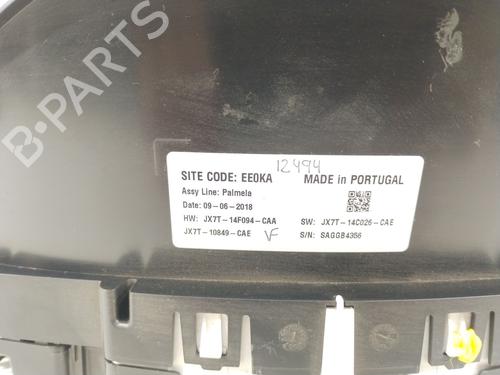 B-PARTS
12494
SITE CODE: EE0KA MADE in PORTUGAL
Assy Line: Palmela
Date: 09-06-2018
HW: JX7T-14F094-CAA SW: JX7T-14C026-CAE
JX7T-10849-CAE VF S/N: SAGGB4356